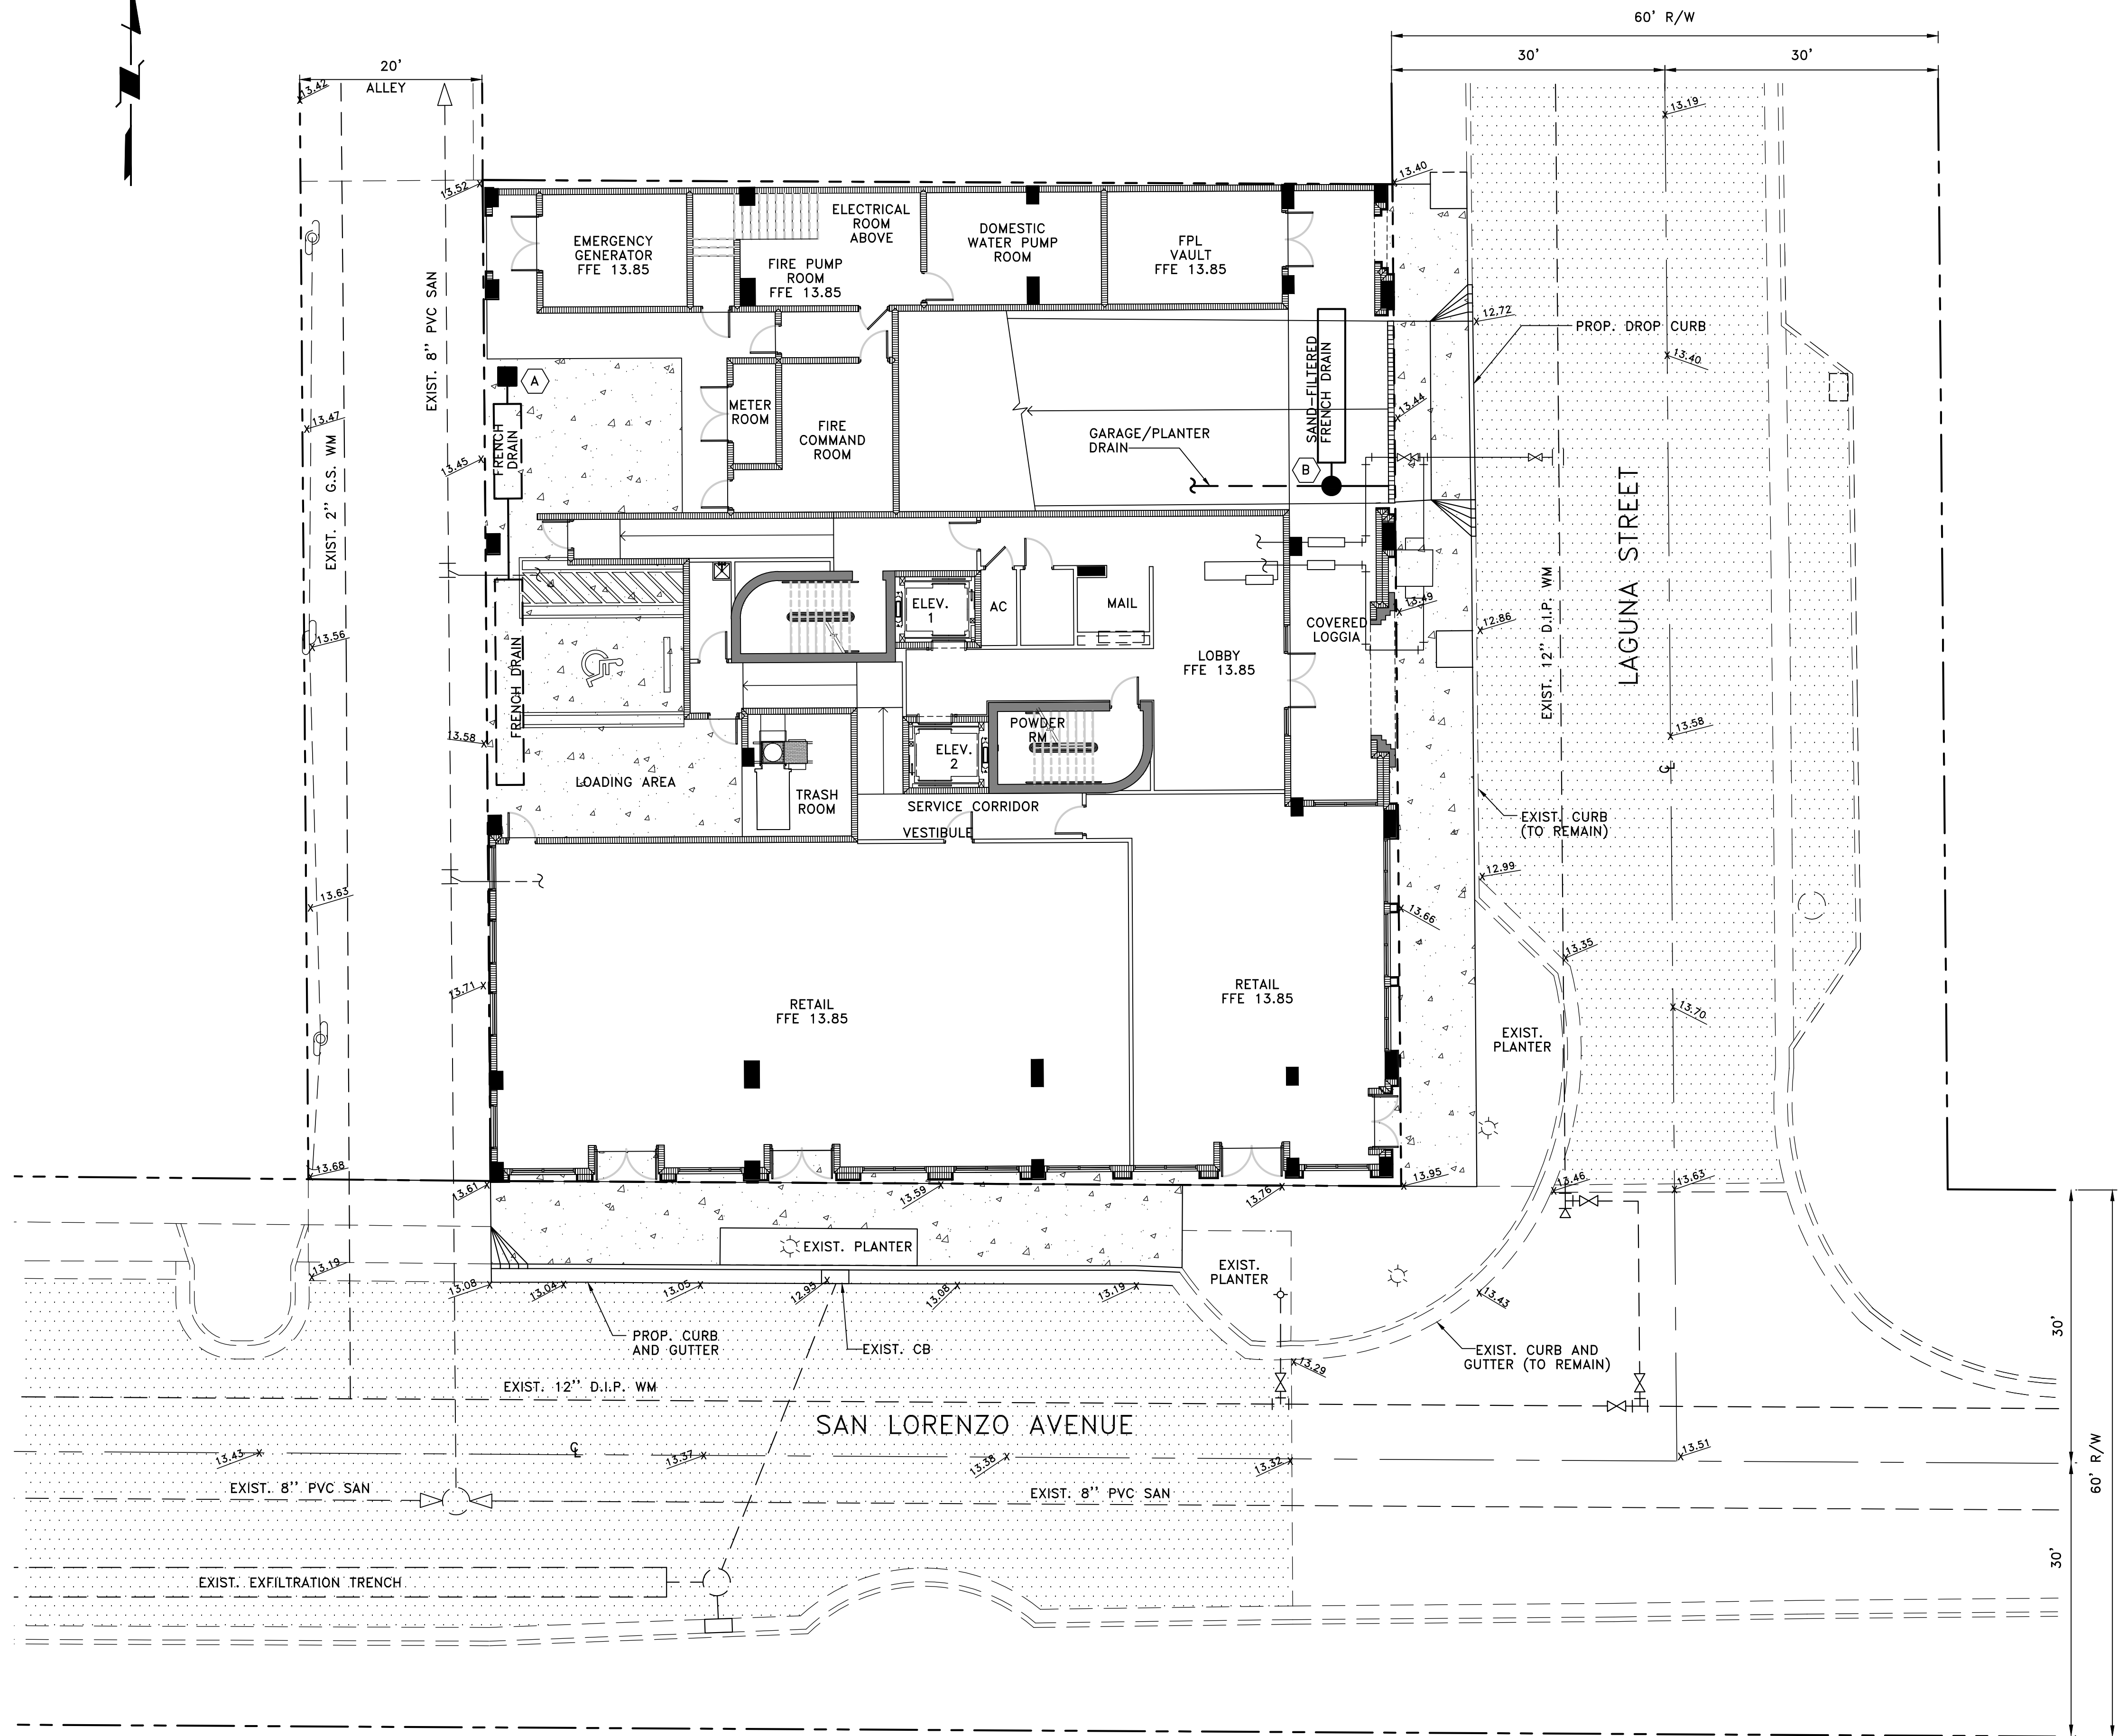 60' R/W
30'
30'
20'
ALLEY
13.42
13.19
13.52
13.40
EMERGENCY
GENERATOR
FFE 13.85
ELECTRICAL
ROOM
ABOVE
FIRE PUMP
ROOM
FFE 13.85
DOMESTIC
WATER PUMP
ROOM
FPL
VAULT
FFE 13.85
EXIST. 8'' PVC SAN
EXIST. 2'' G.S. WM
12.72
PROP. DROP CURB
13.40
A
FRENCH
DRAIN
METER
ROOM
FIRE
COMMAND
ROOM
SAND-FILTERED
FRENCH DRAIN
GARAGE/PLANTER
DRAIN
B
13.44
13.47
13.45
LAGUNA STREET
EXIST. 12'' D.I.P. WM
13.56
FRENCH DRAIN
ELEV.
1
AC
MAIL
COVERED
LOGGIA
13.49
12.86
LOBBY
FFE 13.85
13.58
13.58
POWDER
RM
ELEV.
2
℄
LOADING AREA
TRASH
ROOM
SERVICE CORRIDOR
VESTIBULE
EXIST. CURB
(TO REMAIN)
12.99
13.63
13.66
13.35
13.71
RETAIL
FFE 13.85
RETAIL
FFE 13.85
13.70
EXIST.
PLANTER
13.68
13.61
13.59
13.76
13.95
13.46
13.63
EXIST. PLANTER
EXIST.
PLANTER
13.19
13.08
13.04
13.05
12.95
13.08
13.19
13.43
PROP. CURB
AND GUTTER
EXIST. CB
EXIST. CURB AND
GUTTER (TO REMAIN)
13.29
30'
EXIST. 12'' D.I.P. WM
SAN LORENZO AVENUE
13.43
℄
13.37
13.38
13.32
13.51
60' R/W
EXIST. 8'' PVC SAN
EXIST. 8'' PVC SAN
30'
EXIST. EXFILTRATION TRENCH